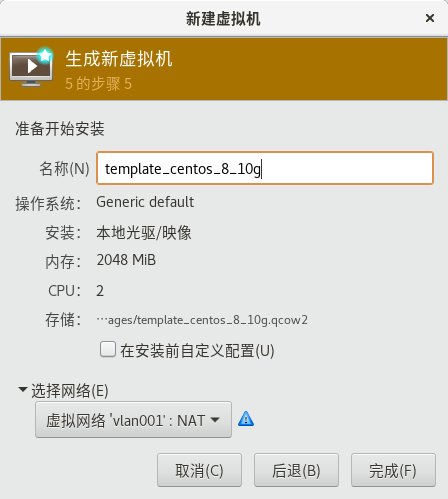 新建虚拟机
生成新虚拟机
5 的步骤 5
准备开始安装
名称(N) template_centos_8_10g
操作系统: Generic default
安装: 本地光驱/映像
内存: 2048 MiB
CPU: 2
存储: …ages/template_centos_8_10g.qcow2
在安装前自定义配置(U)
选择网络(E)
虚拟网络 'vlan001' : NAT
取消(C) 后退(B) 完成(F)